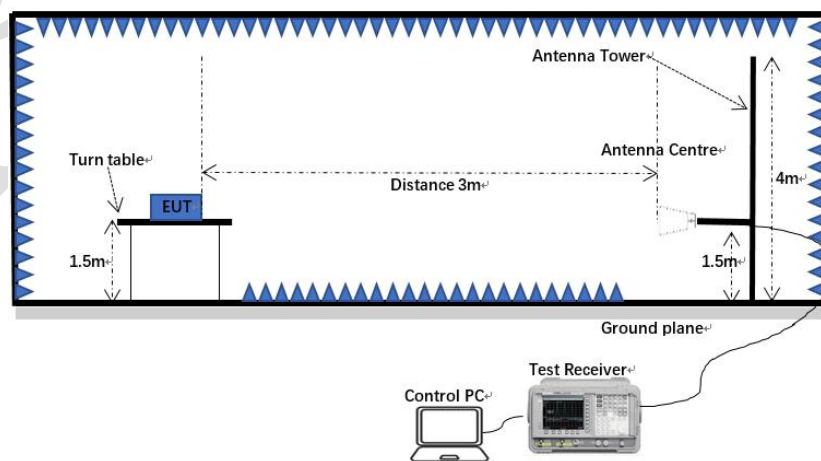 Antenna Tower
Antenna Centre
Turn table
Distance 3m
4m
EUT
1.5m
1.5m
Ground plane
Test Receiver
Control PC